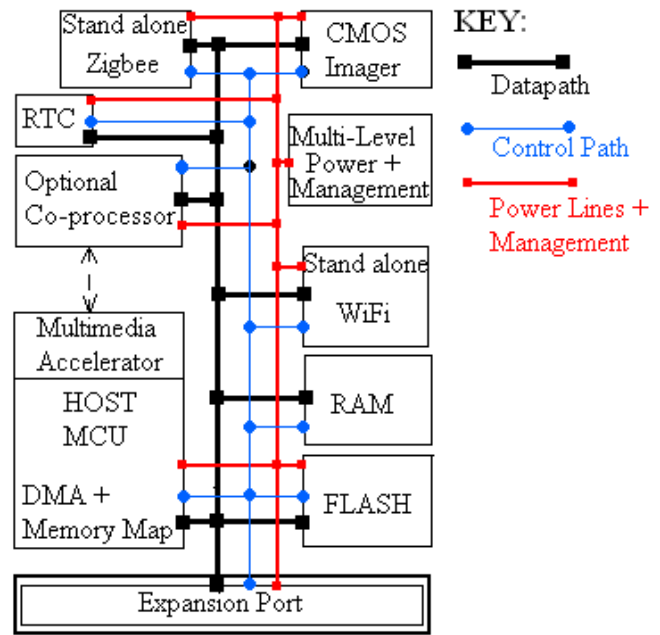 Stand alone
Zigbee
CMOS
Imager
KEY:
Datapath
Control Path
Power Lines +
Management
RTC
Multi-Level
Power +
Management
Optional
Co-processor
Stand alone
WiFi
Multimedia
Accelerator
HOST
MCU
DMA +
Memory Map
RAM
FLASH
Expansion Port